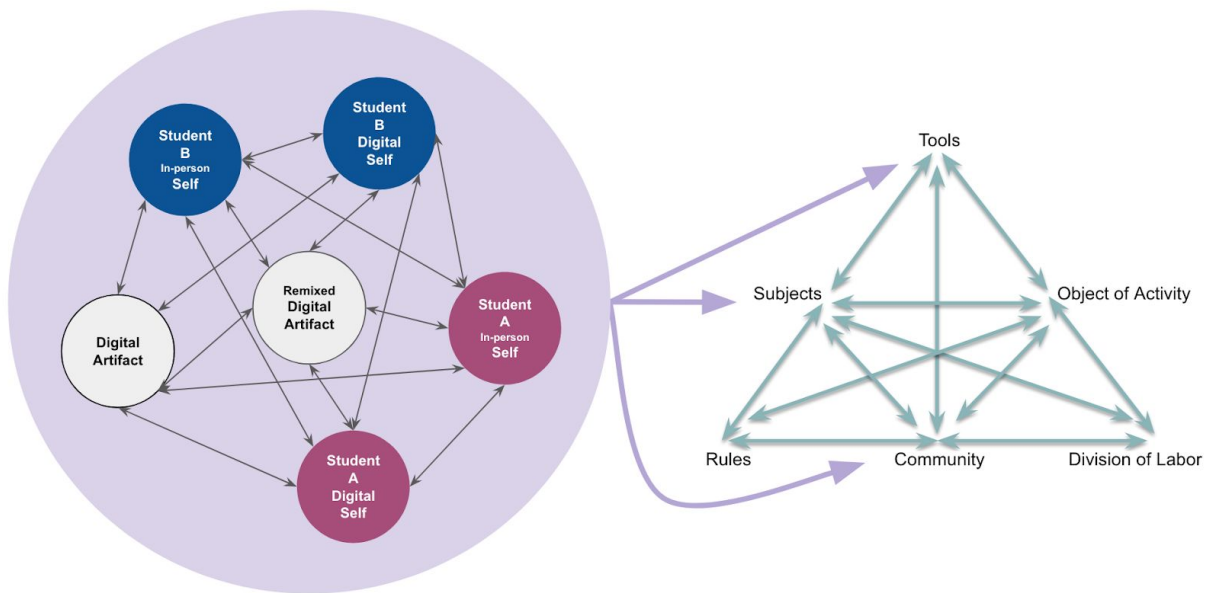 Student
B
In-person
Self
Student
B
Digital
Self
Digital
Artifact
Remixed
Digital
Artifact
Student
A
In-person
Self
Student
A
Digital
Self
Tools
Subjects
Object of Activity
Rules
Community
Division of Labor